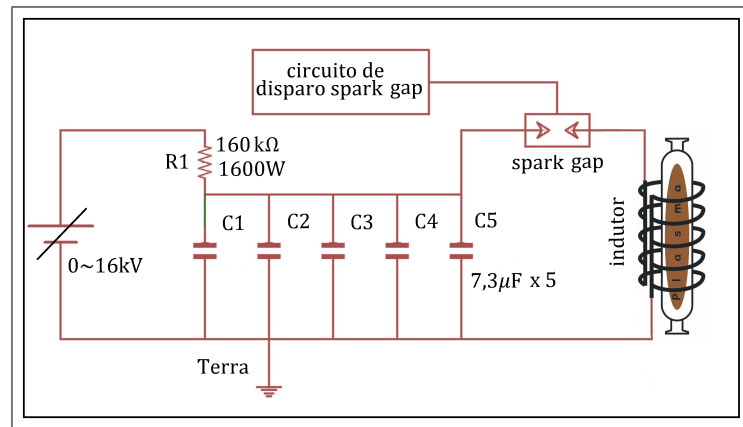 circuito de
disparo spark gap
160 kΩ
R1
1600W
spark gap
C1
C2
C3
C4
C5
0~16kV
7,3μF x 5
indutor
Plasma
Terra